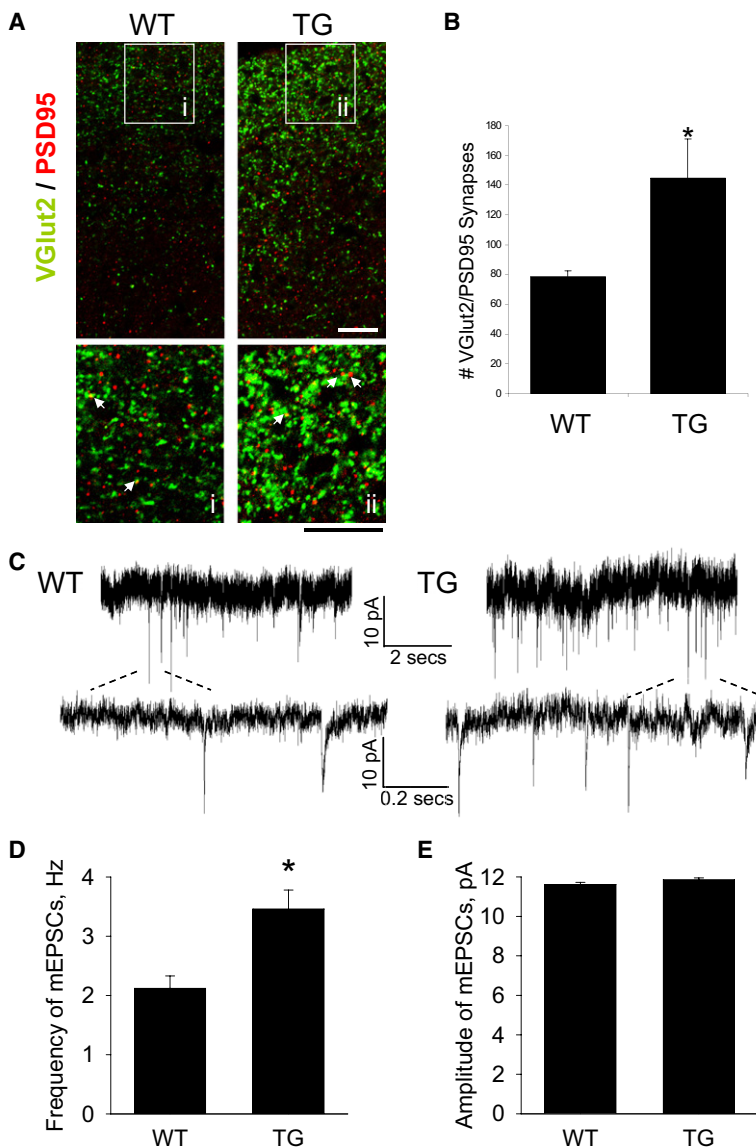 A
WT
TG
VGlut2 / PSD95
i
ii
i
ii
B
# VGlut2/PSD95 Synapses
180
160
140
120
100
80
60
40
20
0
*
WT
TG
C
WT
TG
10 pA
2 secs
10 pA
0.2 secs
D
Frequency of mEPSCs, Hz
4
3
2
1
0
*
WT
TG
E
Amplitude of mEPSCs, pA
12
10
8
6
4
2
0
WT
TG